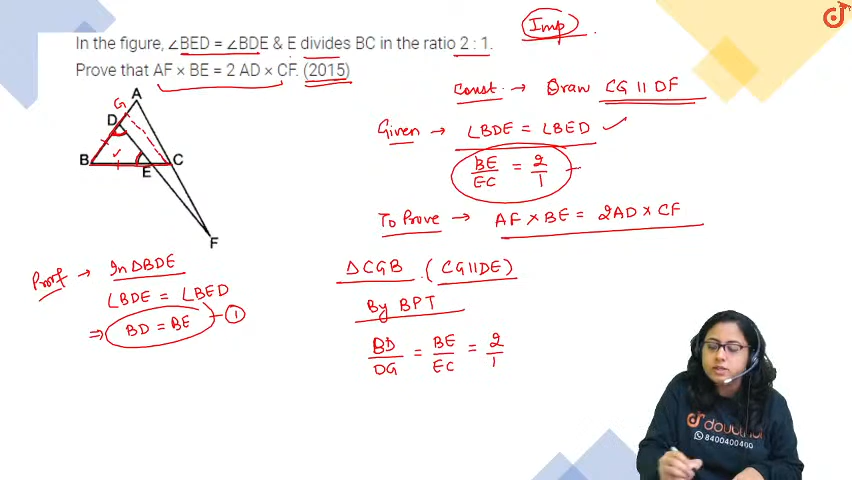 In the figure, ∠BED = ∠BDE & E divides BC in the ratio 2 : 1.
Prove that AF × BE = 2 AD × CF. (2015)
Imp
Const. → Draw CG || DF
Given → ∠BDE = ∠BED ✓
BE/EC = 2/1
To Prove → AF × BE = 2AD × CF
A
G
D
B
C
E
F
Proof → In ΔBDE
∠BDE = ∠BED
⇒ BD = BE – ①
ΔCGB. (CG || DE)
By BPT
BD/DG = BE/EC = 2/1
doubtnut
8400400400